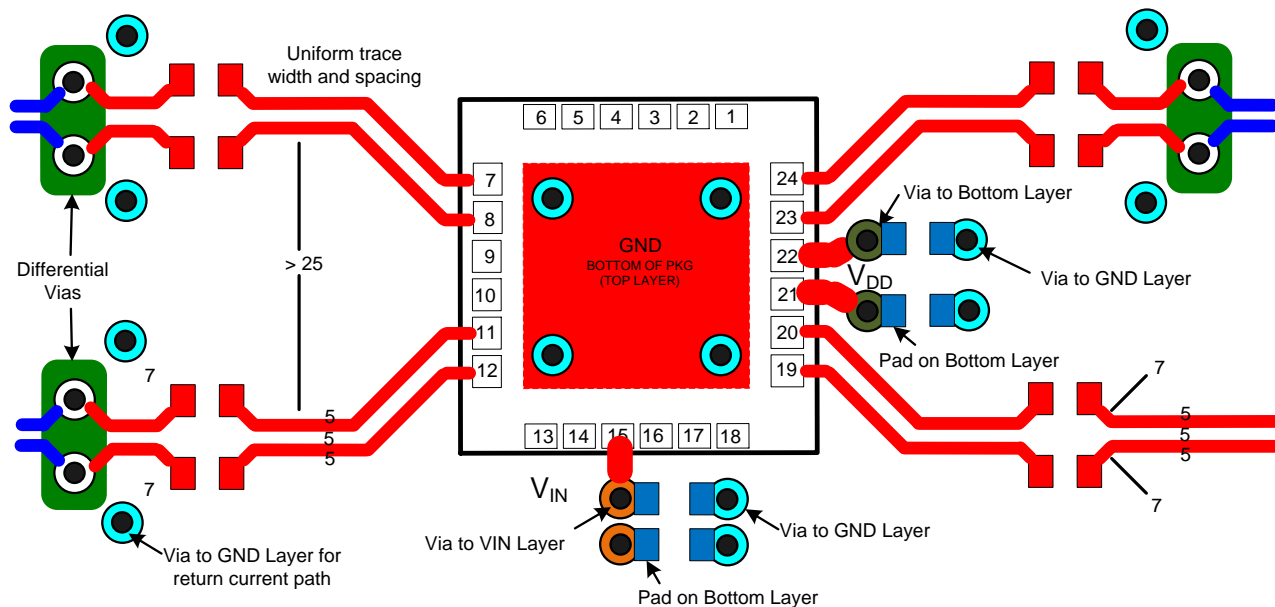 Uniform trace
width and spacing
6 5 4 3 2 1
7
8
9
10
11
12
24
23
22
21
20
19
13 14 15 16 17 18
GND
BOTTOM OF PKG
(TOP LAYER)
Via to Bottom Layer
VDD
Via to GND Layer
Pad on Bottom Layer
> 25
Differential
Vias
7
5
5
5
7
7
5
5
7
VIN
Via to VIN Layer
Via to GND Layer
Via to GND Layer for
return current path
Pad on Bottom Layer